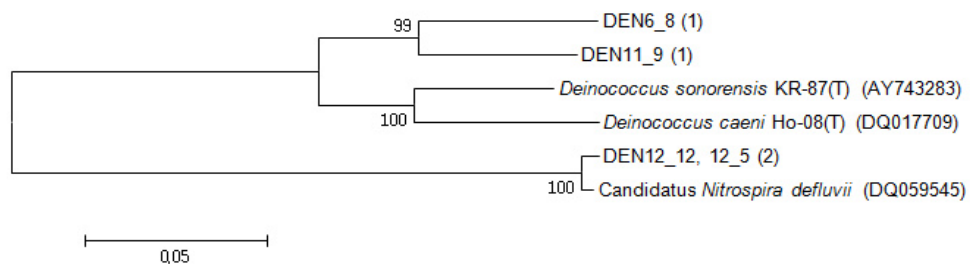 DEN6_8 (1)
99
DEN11_9 (1)
Deinococcus sonorensis KR-87(T) (AY743283)
100
Deinococcus caeni Ho-08(T) (DQ017709)
DEN12_12, 12_5 (2)
100
Candidatus Nitrospira defluvii (DQ059545)
0.05